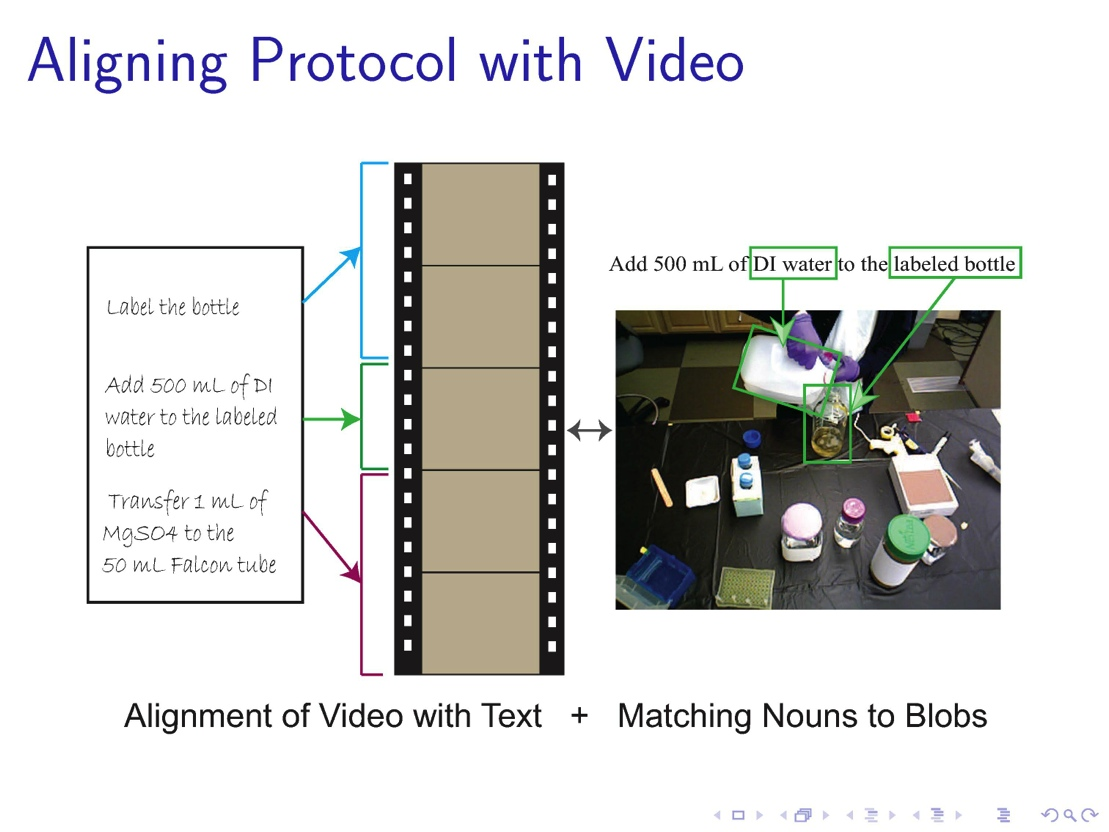 Aligning Protocol with Video
Label the bottle
Add 500 mL of DI
water to the labeled
bottle
Transfer 1 mL of
MgSO4 to the
50 mL Falcon tube
Add 500 mL of DI water to the labeled bottle
Alignment of Video with Text + Matching Nouns to Blobs